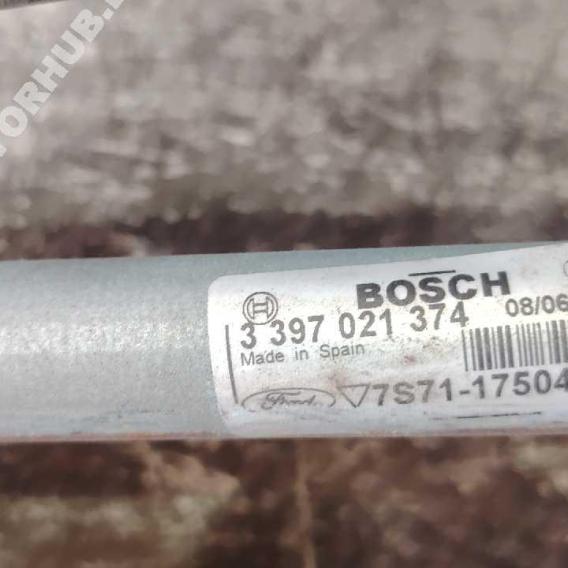 BOSCH
3 397 021 374 08/06
Made in Spain
Ford 7S71-17504